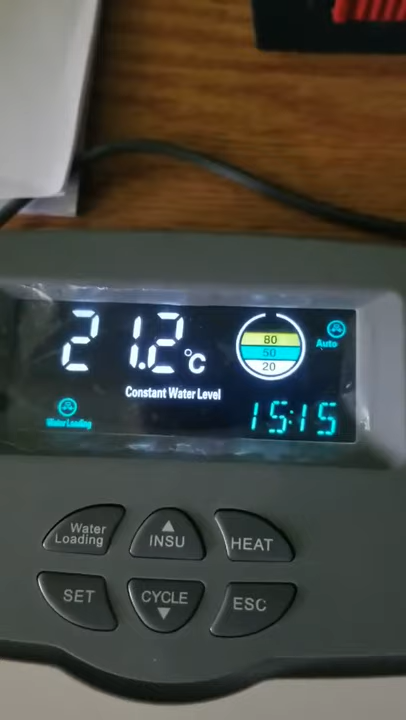 21.2°C
80
50
20
Auto
Constant Water Level
Water Loading
15:15
Water
Loading
INSU
HEAT
SET
CYCLE
ESC